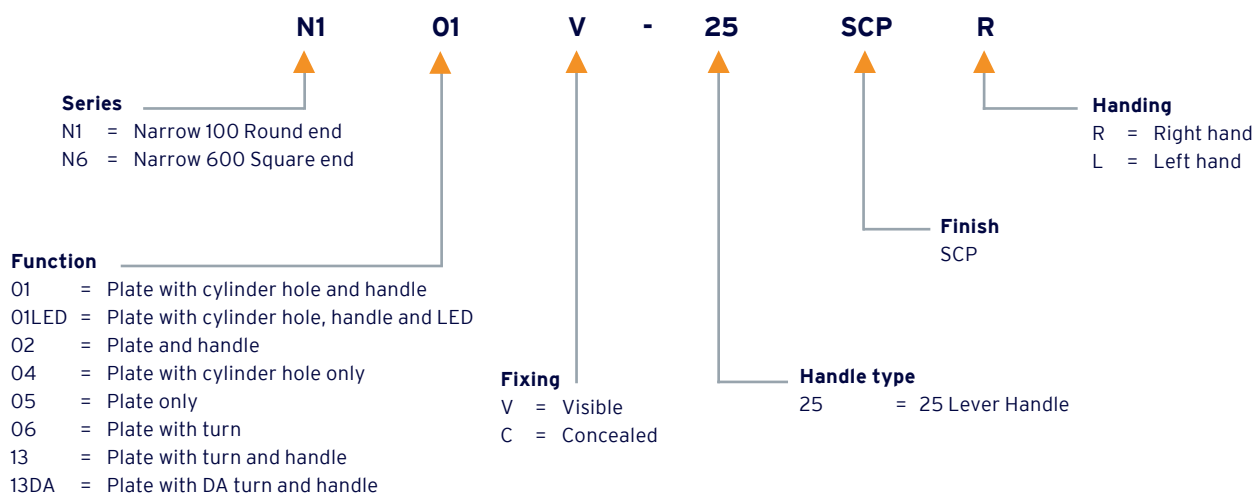 N1 01 V - 25 SCP R
Series
N1 = Narrow 100 Round end
N6 = Narrow 600 Square end
Handing
R = Right hand
L = Left hand
Finish
SCP
Function
01 = Plate with cylinder hole and handle
01LED = Plate with cylinder hole, handle and LED
02 = Plate and handle
04 = Plate with cylinder hole only
05 = Plate only
06 = Plate with turn
13 = Plate with turn and handle
13DA = Plate with DA turn and handle
Fixing
V = Visible
C = Concealed
Handle type
25 = 25 Lever Handle